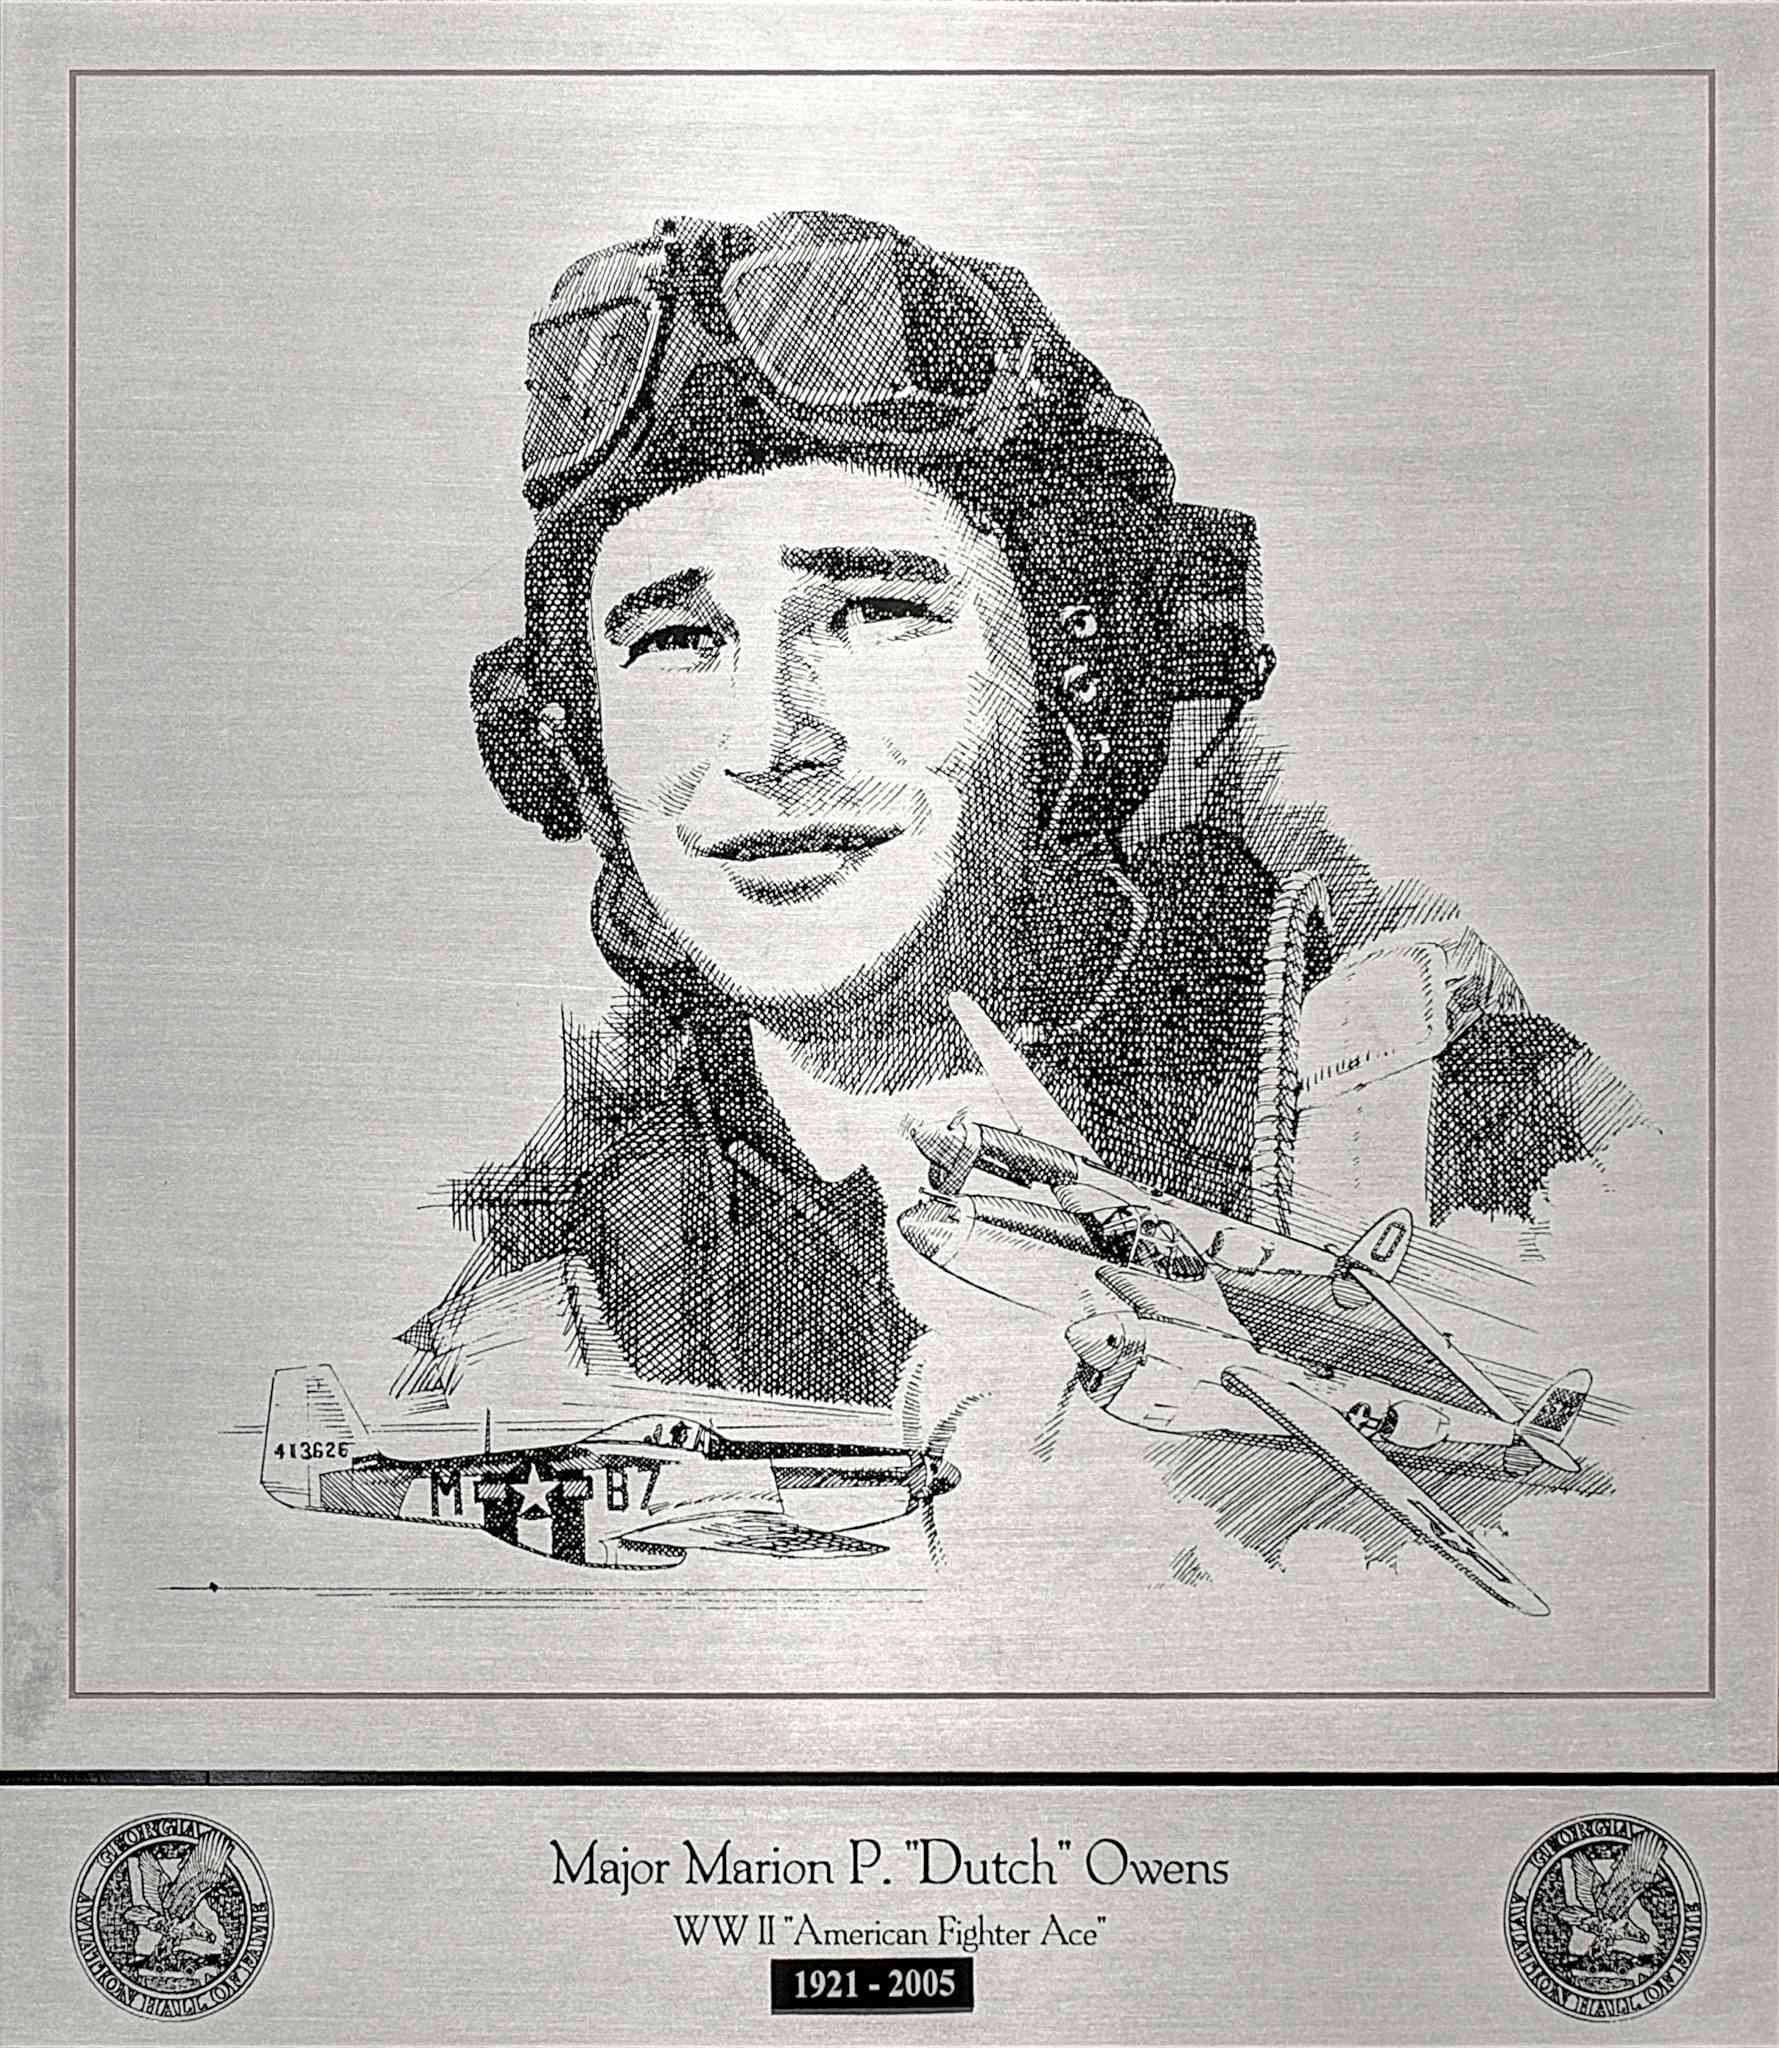 413626
M B7
O
Major Marion P. "Dutch" Owens
WW II "American Fighter Ace"
1921 - 2005
GEORGIA AVIATION HALL OF FAME
GEORGIA AVIATION HALL OF FAME